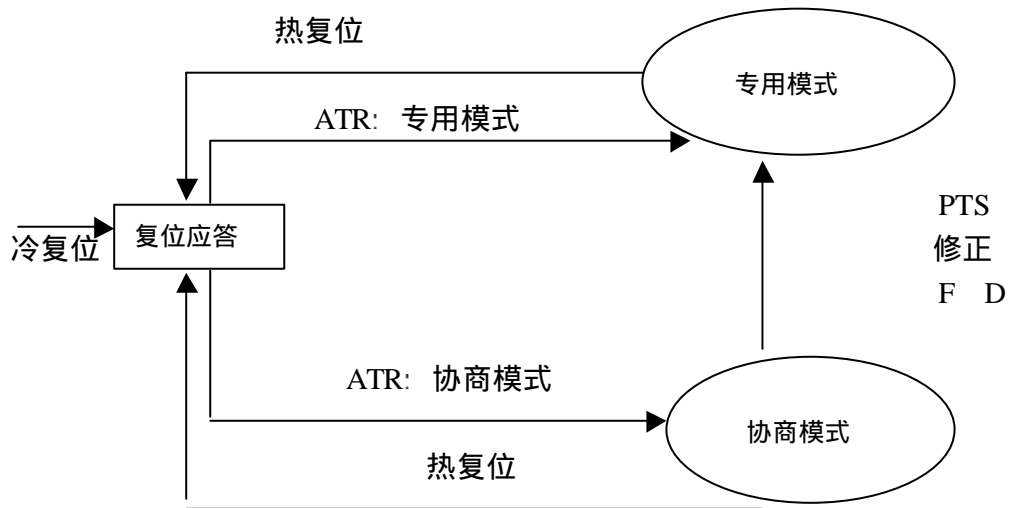 热复位
专用模式
ATR: 专用模式
PTS
修正
F D
冷复位
复位应答
ATR: 协商模式
协商模式
热复位